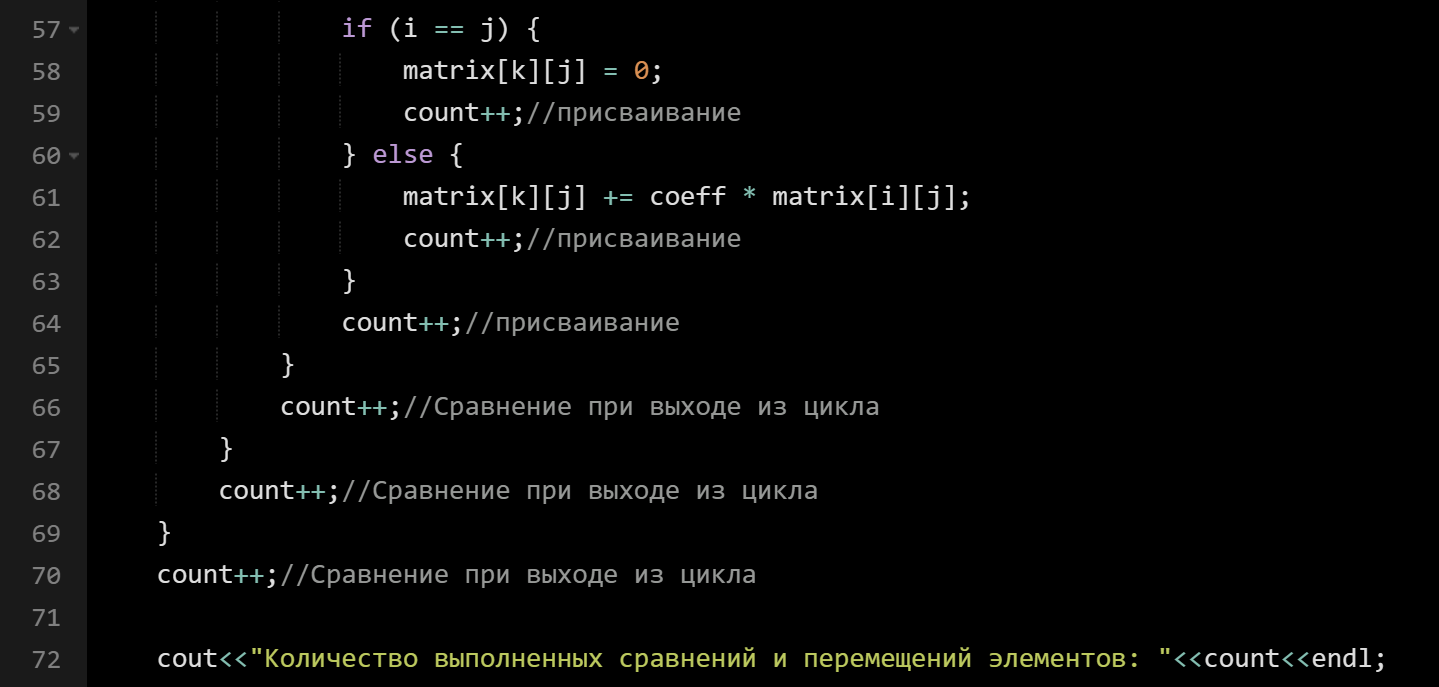 57 if (i == j) {
58 matrix[k][j] = 0;
59 count++;//присваивание
60 } else {
61 matrix[k][j] += coeff * matrix[i][j];
62 count++;//присваивание
63 }
64 count++;//присваивание
65 }
66 count++;//Сравнение при выходе из цикла
67 }
68 count++;//Сравнение при выходе из цикла
69 }
70 count++;//Сравнение при выходе из цикла
71
72 cout<<"Количество выполненных сравнений и перемещений элементов: "<<count<<endl;